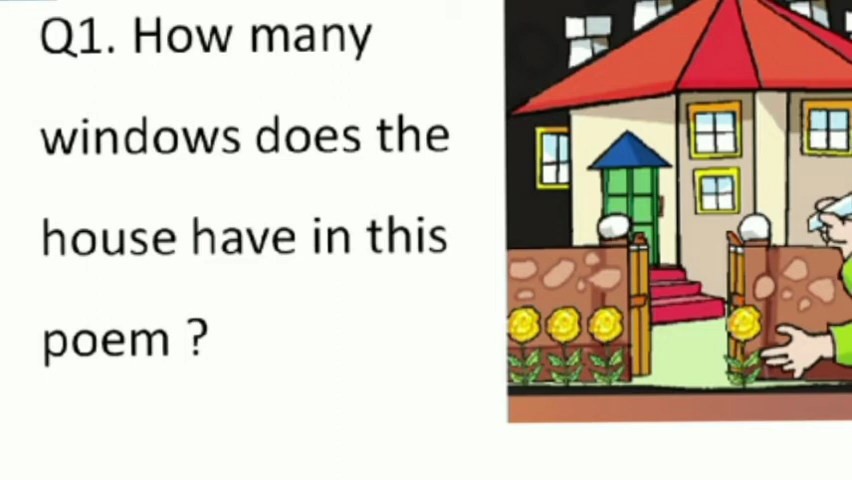 Q1. How many
windows does the
house have in this
poem ?